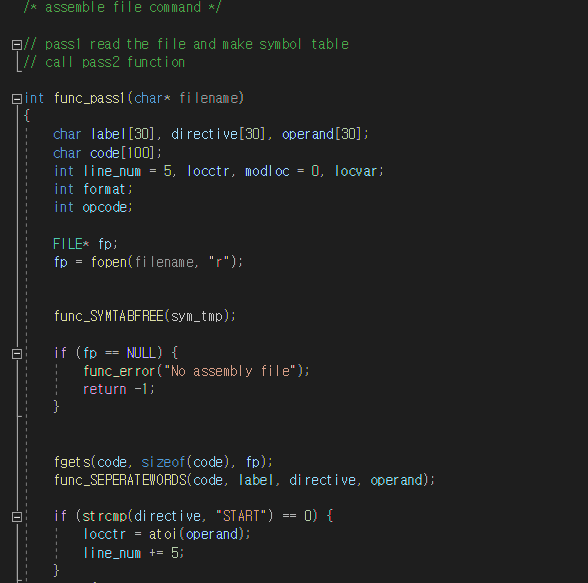 /* assemble file command */
// pass1 read the file and make symbol table
// call pass2 function
int func_pass1(char* filename)
{
char label[30], directive[30], operand[30];
char code[100];
int line_num = 5, locctr, modloc = 0, locvar;
int format;
int opcode;
FILE* fp;
fp = fopen(filename, "r");
func_SYMTABFREE(sym_tmp);
if (fp == NULL) {
func_error("No assembly file");
return -1;
}
fgets(code, sizeof(code), fp);
func_SEPERATEWORDS(code, label, directive, operand);
if (strcmp(directive, "START") == 0) {
locctr = atoi(operand);
line_num += 5;
}